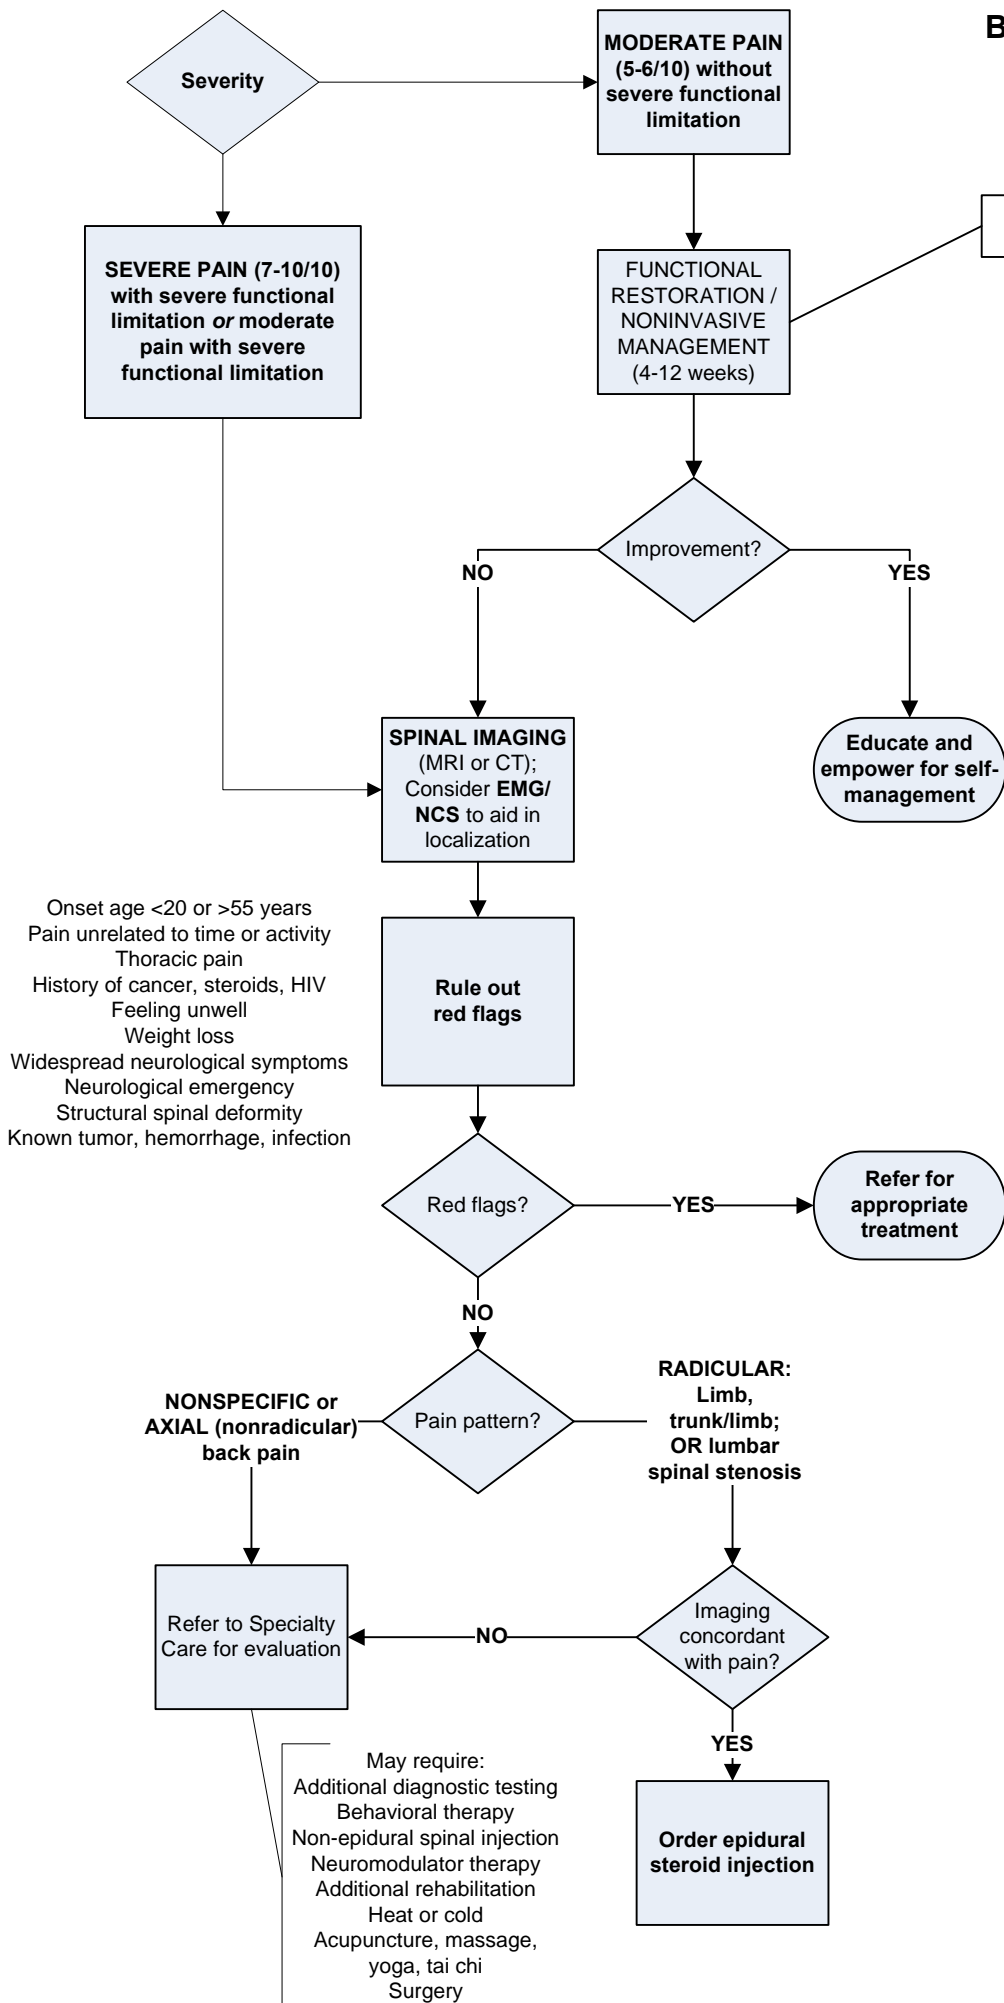 B
Severity
MODERATE PAIN
(5-6/10) without
severe functional
limitation
SEVERE PAIN (7-10/10)
with severe functional
limitation or moderate
pain with severe
functional limitation
FUNCTIONAL
RESTORATION /
NONINVASIVE
MANAGEMENT
(4-12 weeks)
Improvement?
NO
YES
SPINAL IMAGING
(MRI or CT);
Consider EMG/
NCS to aid in
localization
Educate and
empower for self-
management
Onset age <20 or >55 years
Pain unrelated to time or activity
Thoracic pain
History of cancer, steroids, HIV
Feeling unwell
Weight loss
Widespread neurological symptoms
Neurological emergency
Structural spinal deformity
Known tumor, hemorrhage, infection
Rule out
red flags
Red flags?
YES
Refer for
appropriate
treatment
NO
Pain pattern?
NONSPECIFIC or
AXIAL (nonradicular)
back pain
RADICULAR:
Limb,
trunk/limb;
OR lumbar
spinal stenosis
Refer to Specialty
Care for evaluation
NO
Imaging
concordant
with pain?
YES
May require:
Additional diagnostic testing
Behavioral therapy
Non-epidural spinal injection
Neuromodulator therapy
Additional rehabilitation
Heat or cold
Acupuncture, massage,
yoga, tai chi
Surgery
Order epidural
steroid injection